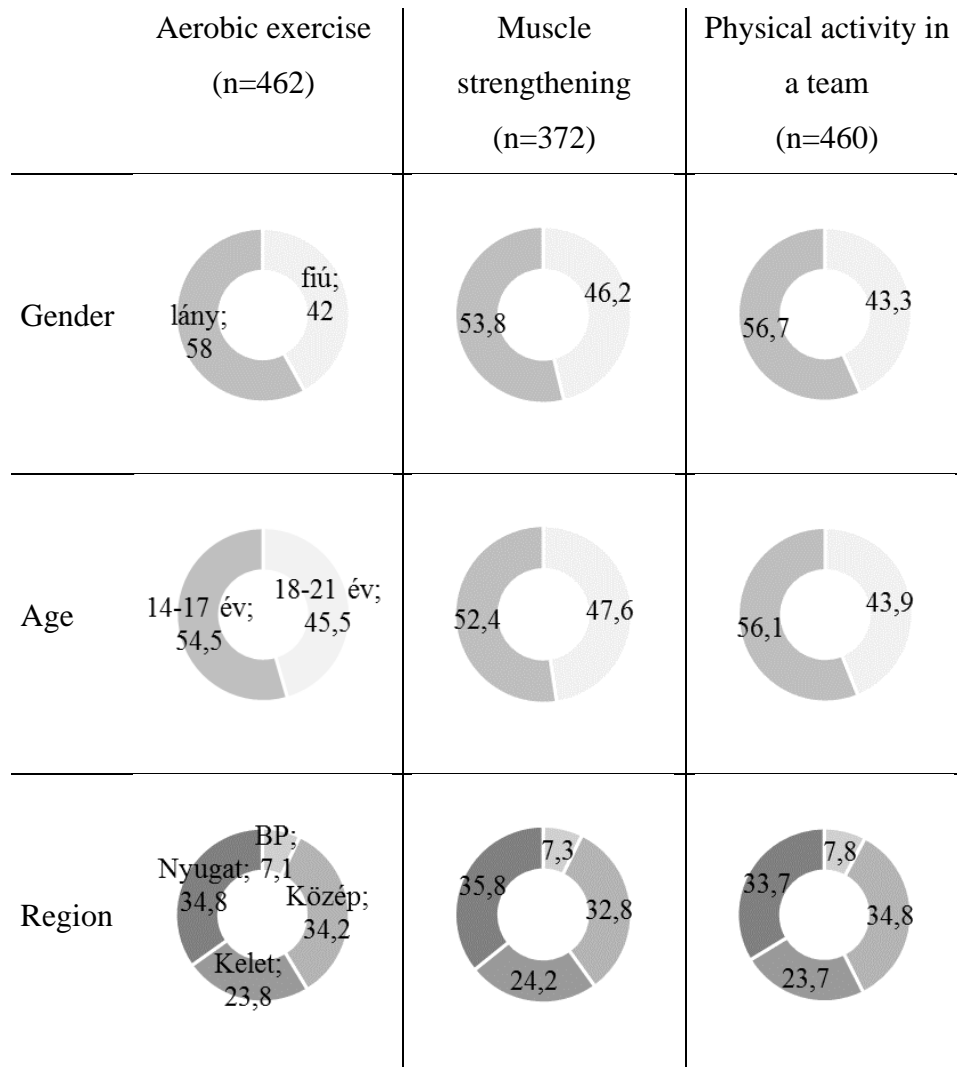 Aerobic exercise
(n=462)
Muscle
strengthening
(n=372)
Physical activity in
a team
(n=460)
Gender
fiú;
42
lány;
58
46,2
53,8
43,3
56,7
Age
18-21 év;
45,5
14-17 év;
54,5
47,6
52,4
43,9
56,1
Region
BP;
7,1
Közép;
34,2
Kelet;
23,8
Nyugat;
34,8
7,3
32,8
24,2
35,8
7,8
34,8
23,7
33,7